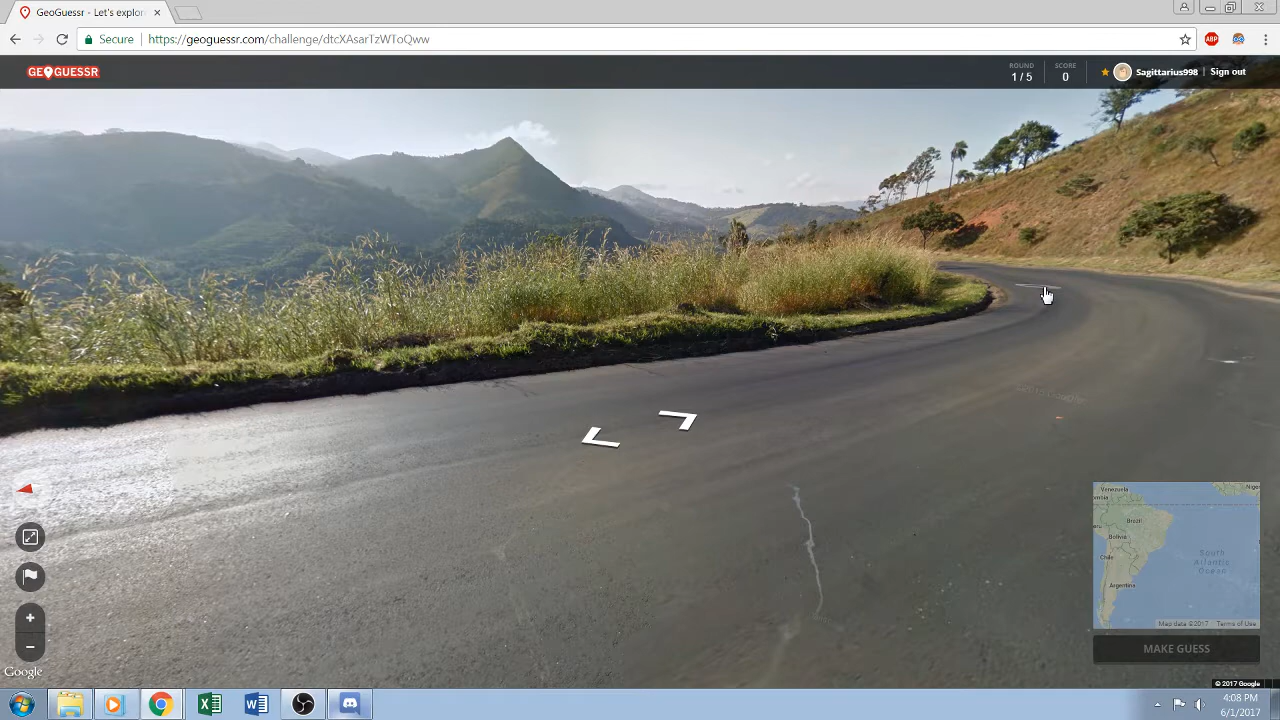 GeoGuessr - Let's explor
Secure
https://geoguessr.com/challenge/dtcXAsarTzWToQww
ABP
GEOGUESSR
ROUND
1 / 5
SCORE
0
Sagittarius998
Sign out
Venezuela
Brazil
Bolivia
Chile
Argentina
South
Atlantic
Ocean
Map data ©2017
Terms of Use
MAKE GUESS
Google
© 2017 Google
4:08 PM
6/1/2017